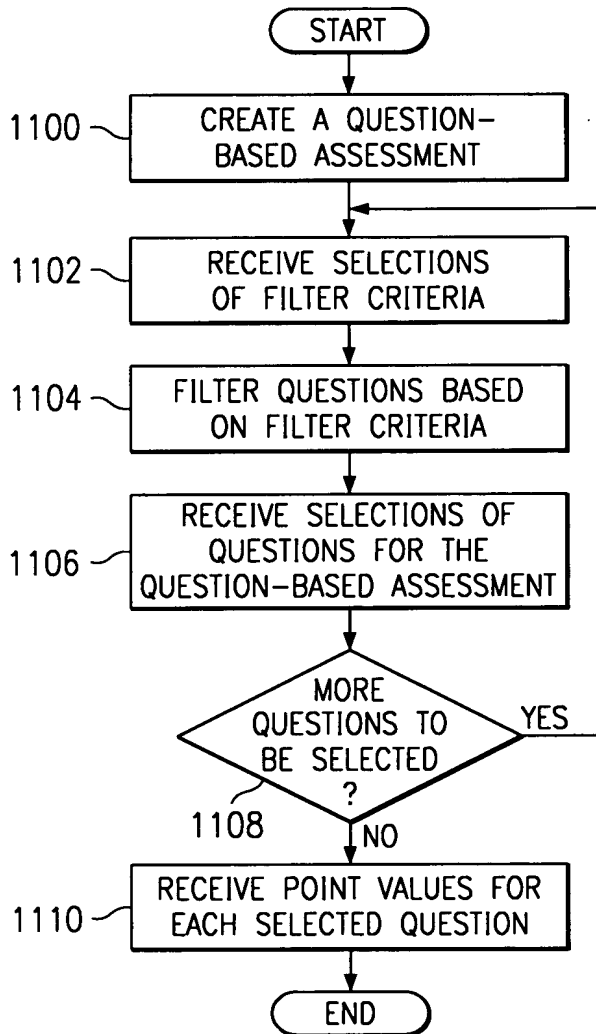 START
1100
CREATE A QUESTION-
BASED ASSESSMENT
1102
RECEIVE SELECTIONS
OF FILTER CRITERIA
1104
FILTER QUESTIONS BASED
ON FILTER CRITERIA
1106
RECEIVE SELECTIONS OF
QUESTIONS FOR THE
QUESTION-BASED ASSESSMENT
MORE
QUESTIONS TO
BE SELECTED
?
YES
1108
NO
1110
RECEIVE POINT VALUES FOR
EACH SELECTED QUESTION
END